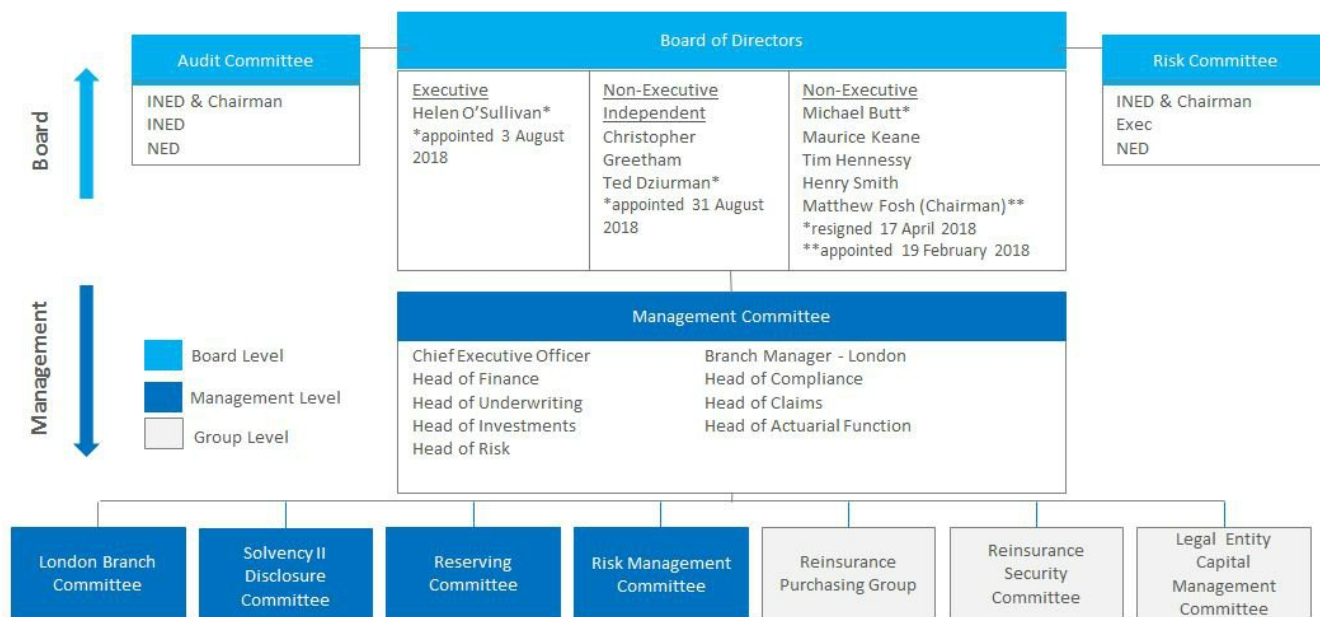 Board of Directors
Audit Committee
INED & Chairman
INED
NED
Executive
Helen O'Sullivan*
*appointed 3 August
2018
Non-Executive
Independent
Christopher
Greetham
Ted Dziurman*
*appointed 31 August
2018
Non-Executive
Michael Butt*
Maurice Keane
Tim Hennessy
Henry Smith
Matthew Fosh (Chairman)**
*resigned 17 April 2018
**appointed 19 February 2018
Risk Committee
INED & Chairman
Exec
NED
Board
Management
Board Level
Management Level
Group Level
Management Committee
Chief Executive Officer
Head of Finance
Head of Underwriting
Head of Investments
Head of Risk
Branch Manager - London
Head of Compliance
Head of Claims
Head of Actuarial Function
London Branch
Committee
Solvency II
Disclosure
Committee
Reserving
Committee
Risk Management
Committee
Reinsurance
Purchasing Group
Reinsurance
Security
Committee
Legal Entity
Capital
Management
Committee